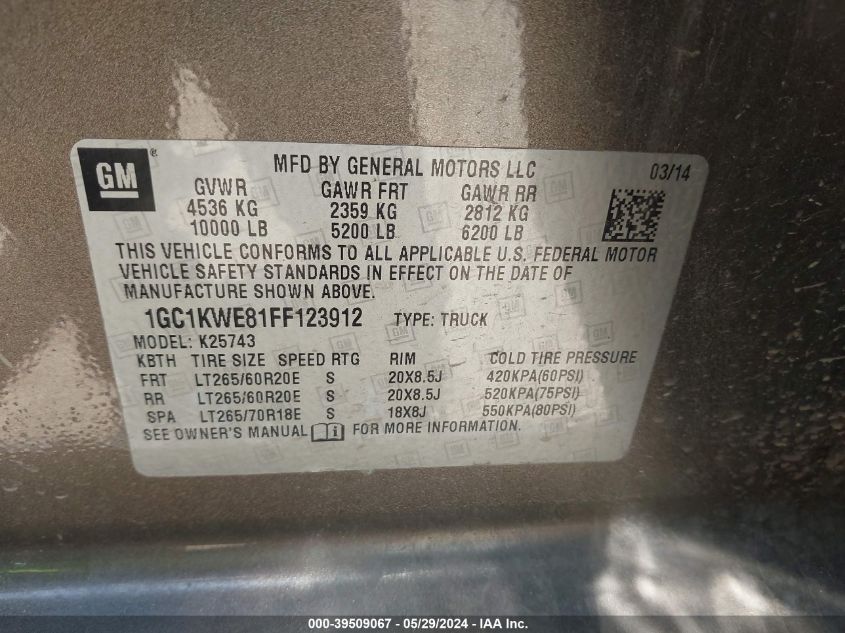 GM ®
MFD BY GENERAL MOTORS LLC 03/14
GVWR GAWR FRT GAWR RR
4536 KG 2359 KG 2812 KG
10000 LB 5200 LB 6200 LB
THIS VEHICLE CONFORMS TO ALL APPLICABLE U.S. FEDERAL MOTOR
VEHICLE SAFETY STANDARDS IN EFFECT ON THE DATE OF
MANUFACTURE SHOWN ABOVE.
1GC1KWE81FF123912 TYPE: TRUCK
MODEL: K25743
KBTH TIRE SIZE SPEED RTG RIM COLD TIRE PRESSURE
FRT LT265/60R20E S 20X8.5J 420KPA(60PSI)
RR LT265/60R20E S 20X8.5J 520KPA(75PSI)
SPA LT265/70R18E S 18X8J 550KPA(80PSI)
SEE OWNER'S MANUAL i FOR MORE INFORMATION.
000-39509067 - 05/29/2024 - IAA Inc.